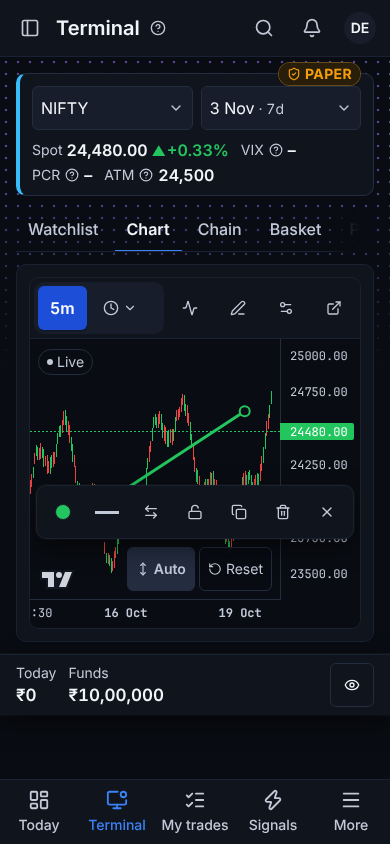 Terminal
DE
PAPER
NIFTY
3 Nov · 7d
Spot 24,480.00 ▲+0.33% VIX –
PCR – ATM 24,500
Watchlist Chart Chain Basket
5m
Live
25000.00
24750.00
24480.00
24250.00
23500.00
Auto Reset
:30 16 Oct 19 Oct
Today Funds
₹0 ₹10,00,000
Today Terminal My trades Signals More